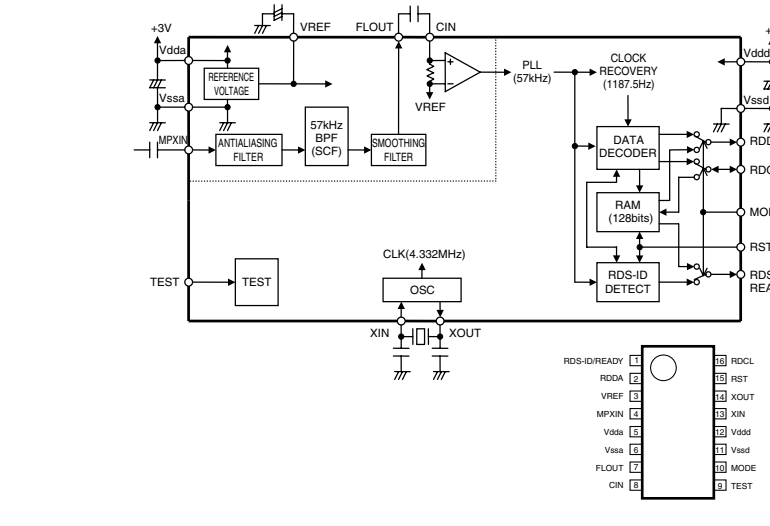 +3V
VREF
FLOUT
CIN
Vdda
REFERENCE
VOLTAGE
+
−
PLL
(57kHz)
CLOCK
RECOVERY
(1187.5Hz)
Vddd
VREF
Vssa
Vssd
MPXIN
ANTIALIASING
FILTER
57kHz
BPF
(SCF)
SMOOTHING
FILTER
DATA
DECODER
RAM
(128bits)
RST
CLK(4.332MHz)
TEST
TEST
OSC
RDS-ID
DETECT
XIN
XOUT
RDS-ID/READY 1
16 RDCL
RDDA 2
15 RST
VREF 3
14 XOUT
MPXIN 4
13 XIN
Vdda 5
12 Vddd
Vssa 6
11 Vssd
FLOUT 7
10 MODE
CIN 8
9 TEST